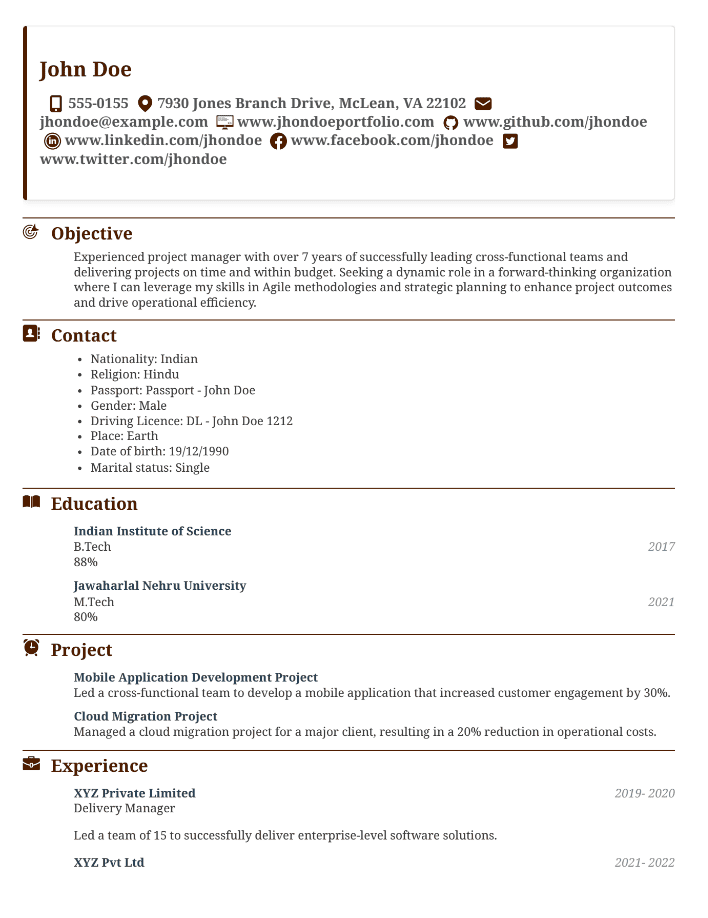 John Doe
555-0155 7930 Jones Branch Drive, McLean, VA 22102
jhondoe@example.com www.jhondoeportfolio.com www.github.com/jhondoe
www.linkedin.com/jhondoe www.facebook.com/jhondoe
www.twitter.com/jhondoe
Objective
Experienced project manager with over 7 years of successfully leading cross-functional teams and
delivering projects on time and within budget. Seeking a dynamic role in a forward-thinking organization
where I can leverage my skills in Agile methodologies and strategic planning to enhance project outcomes
and drive operational efficiency.
Contact
• Nationality: Indian
• Religion: Hindu
• Passport: Passport - John Doe
• Gender: Male
• Driving Licence: DL - John Doe 1212
• Place: Earth
• Date of birth: 19/12/1990
• Marital status: Single
Education
Indian Institute of Science
B.Tech 2017
88%
Jawaharlal Nehru University
M.Tech 2021
80%
Project
Mobile Application Development Project
Led a cross-functional team to develop a mobile application that increased customer engagement by 30%.
Cloud Migration Project
Managed a cloud migration project for a major client, resulting in a 20% reduction in operational costs.
Experience
XYZ Private Limited 2019- 2020
Delivery Manager
Led a team of 15 to successfully deliver enterprise-level software solutions.
XYZ Pvt Ltd 2021- 2022